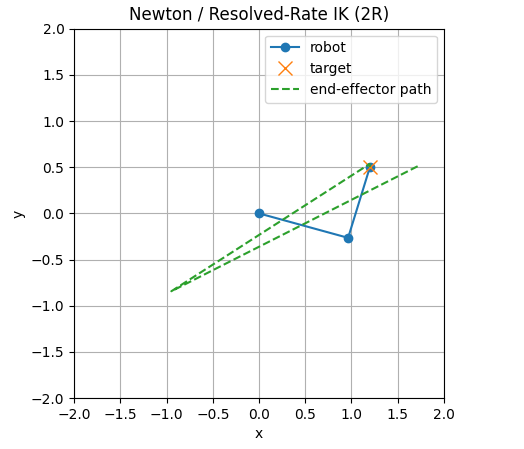 Newton / Resolved-Rate IK (2R)
robot
target
end-effector path
2.0
1.5
1.0
0.5
0.0
−0.5
−1.0
−1.5
−2.0
y
−2.0 −1.5 −1.0 −0.5 0.0 0.5 1.0 1.5 2.0
x